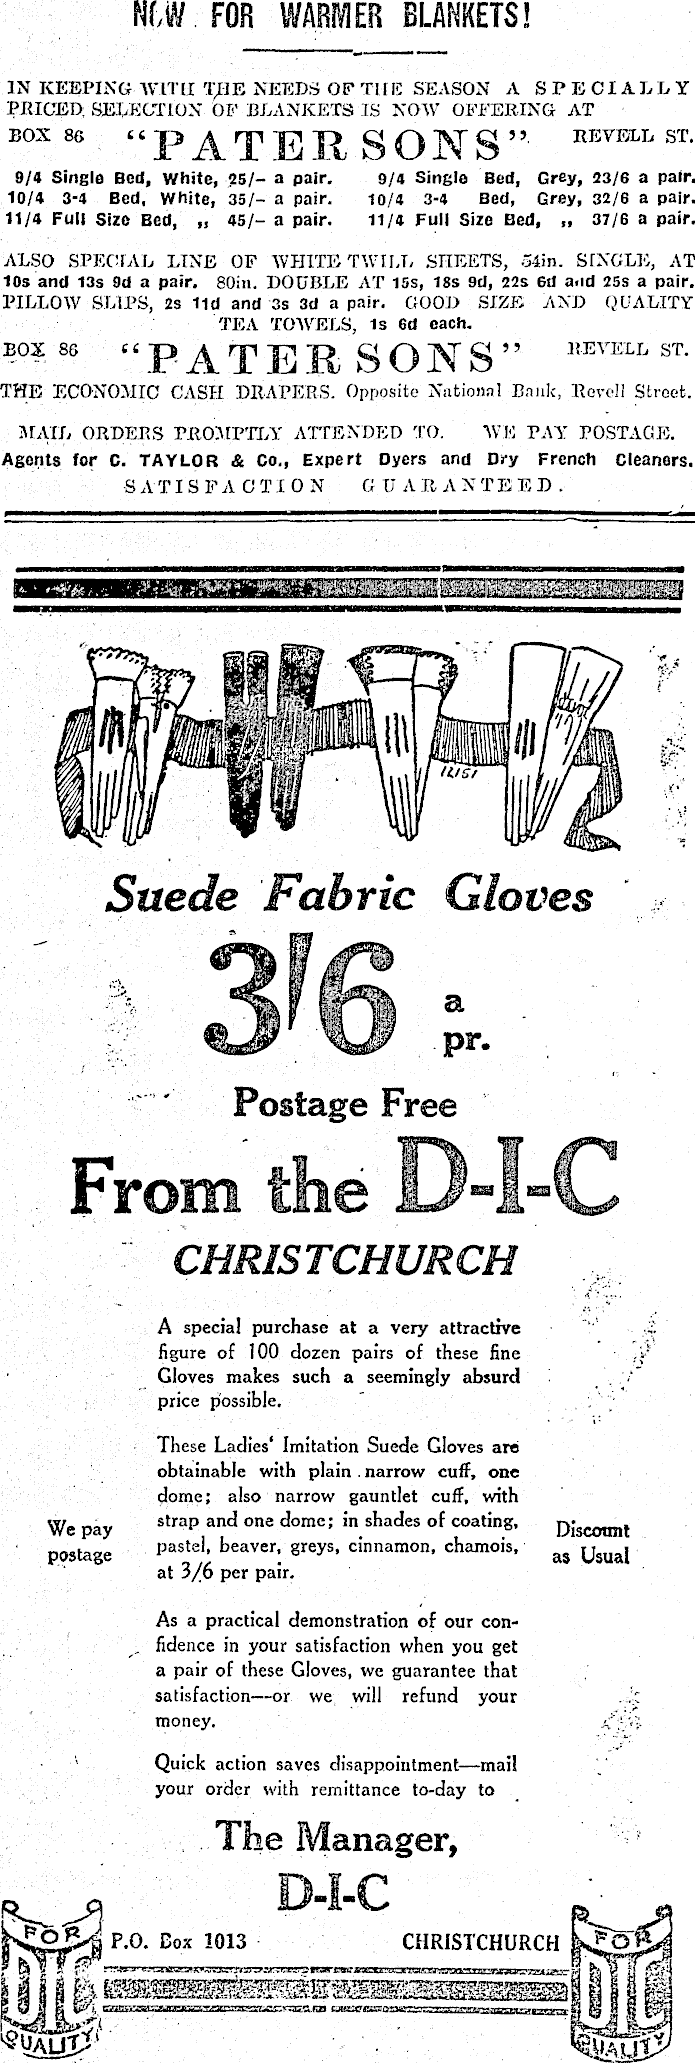 NOW FOR WARMER BLANKETS!
IN KEEPING WITH THE NEEDS OF THE SEASON A SPECIALLY
PRICED SELECTION OF BLANKETS IS NOW OFFERING AT
BOX 86 "PATERSONS" REVELL ST.
9/4 Single Bed, White, 25/- a pair. 9/4 Single Bed, Grey, 23/6 a pair.
10/4 3-4 Bed, White, 35/- a pair. 10/4 3-4 Bed, Grey, 32/6 a pair.
11/4 Full Size Bed, „ 45/- a pair. 11/4 Full Size Bed, „ 37/6 a pair.
ALSO SPECIAL LINE OF WHITE TWILL SHEETS, 54in. SINGLE, AT
10s and 13s 9d a pair. 80in. DOUBLE AT 15s, 18s 9d, 22s 6d and 25s a pair.
PILLOW SLIPS, 2s 11d and 3s 3d a pair. GOOD SIZE AND QUALITY
TEA TOWELS, 1s 6d each.
BOX 86 "PATERSONS" REVELL ST.
THE ECONOMIC CASH DRAPERS. Opposite National Bank, Revell Street.
MAIL ORDERS PROMPTLY ATTENDED TO. WE PAY POSTAGE.
Agents for C. TAYLOR & Co., Expert Dyers and Dry French Cleaners.
SATISFACTION GUARANTEED.
12151
Suede Fabric Gloves
3'6 a
pr.
Postage Free
From the D-I-C
CHRISTCHURCH
A special purchase at a very attractive
figure of 100 dozen pairs of these fine
Gloves makes such a seemingly absurd
price possible.
These Ladies' Imitation Suede Gloves are
obtainable with plain narrow cuff, one
dome; also narrow gauntlet cuff, with
strap and one dome; in shades of coating,
pastel, beaver, greys, cinnamon, chamois,
at 3/6 per pair.
We pay
postage
Discount
as Usual
As a practical demonstration of our con-
fidence in your satisfaction when you get
a pair of these Gloves, we guarantee that
satisfaction—or we will refund your
money.
Quick action saves disappointment—mail
your order with remittance to-day to
The Manager,
D-I-C
P.O. Box 1013 CHRISTCHURCH
FOR
DIC
QUALITY
FOR
DIC
QUALITY